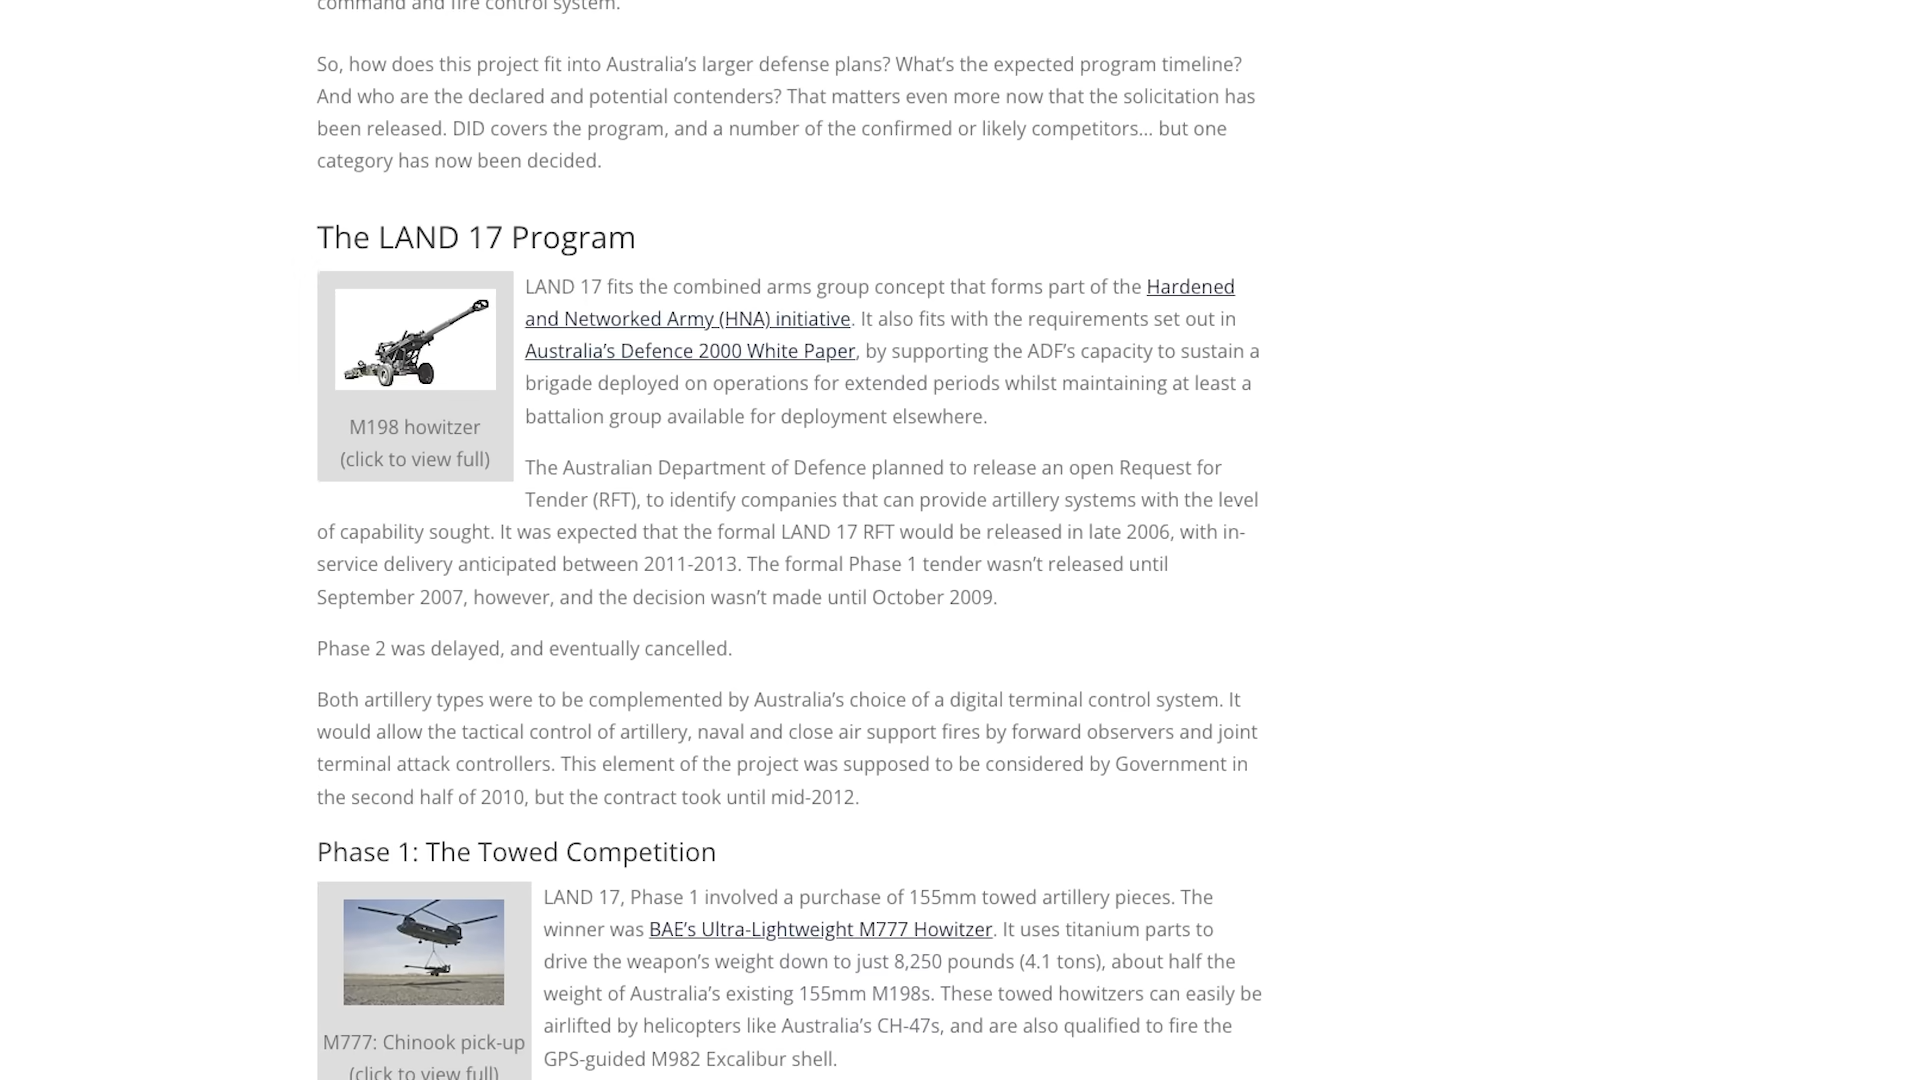 command and fire control system.
So, how does this project fit into Australia’s larger defense plans? What’s the expected program timeline?
And who are the declared and potential contenders? That matters even more now that the solicitation has
been released. DID covers the program, and a number of the confirmed or likely competitors… but one
category has now been decided.
The LAND 17 Program
M198 howitzer
(click to view full)
LAND 17 fits the combined arms group concept that forms part of the Hardened
and Networked Army (HNA) initiative. It also fits with the requirements set out in
Australia’s Defence 2000 White Paper, by supporting the ADF’s capacity to sustain a
brigade deployed on operations for extended periods whilst maintaining at least a
battalion group available for deployment elsewhere.
The Australian Department of Defence planned to release an open Request for
Tender (RFT), to identify companies that can provide artillery systems with the level
of capability sought. It was expected that the formal LAND 17 RFT would be released in late 2006, with in-
service delivery anticipated between 2011-2013. The formal Phase 1 tender wasn’t released until
September 2007, however, and the decision wasn’t made until October 2009.
Phase 2 was delayed, and eventually cancelled.
Both artillery types were to be complemented by Australia’s choice of a digital terminal control system. It
would allow the tactical control of artillery, naval and close air support fires by forward observers and joint
terminal attack controllers. This element of the project was supposed to be considered by Government in
the second half of 2010, but the contract took until mid-2012.
Phase 1: The Towed Competition
M777: Chinook pick-up
(click to view full)
LAND 17, Phase 1 involved a purchase of 155mm towed artillery pieces. The
winner was BAE’s Ultra-Lightweight M777 Howitzer. It uses titanium parts to
drive the weapon’s weight down to just 8,250 pounds (4.1 tons), about half the
weight of Australia’s existing 155mm M198s. These towed howitzers can easily be
airlifted by helicopters like Australia’s CH-47s, and are also qualified to fire the
GPS-guided M982 Excalibur shell.